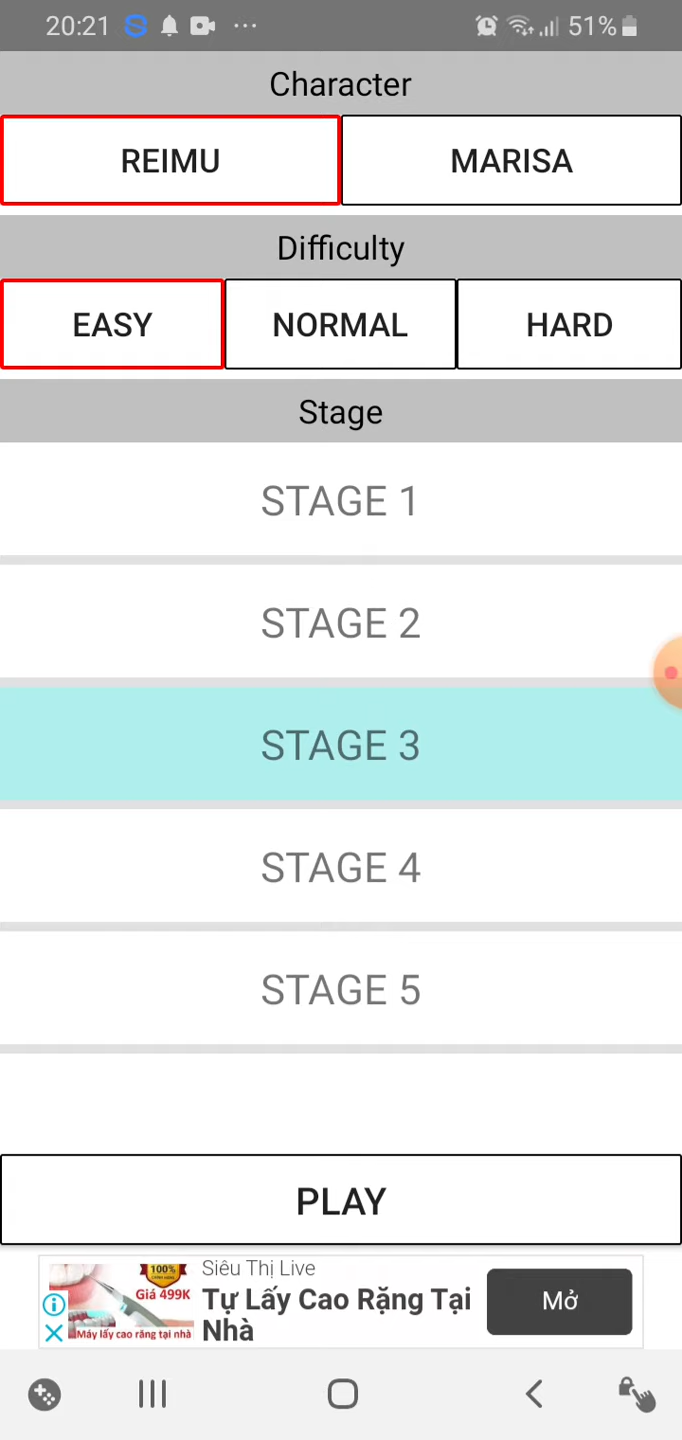 20:21
51%
Character
REIMU
MARISA
Difficulty
EASY
NORMAL
HARD
Stage
STAGE 1
STAGE 2
STAGE 3
STAGE 4
STAGE 5
PLAY
100%
Giá 499K
Máy lấy cao răng tại nhà
Siêu Thị Live
Tự Lấy Cao Rặng Tại
Nhà
Mở